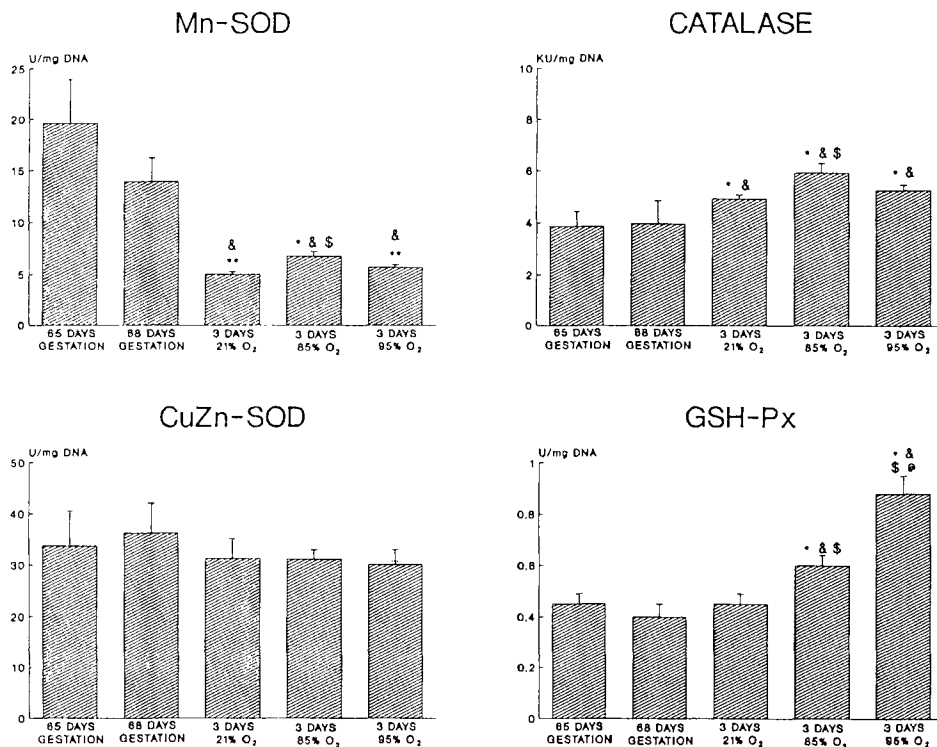 Mn-SOD
U/mg DNA
25
20
15
10
5
0
&
**
* & $
&
**
65 DAYS GESTATION
68 DAYS GESTATION
3 DAYS 21% O₂
3 DAYS 85% O₂
3 DAYS 95% O₂
CATALASE
KU/mg DNA
10
8
6
4
2
0
* &
* & $
* &
65 DAYS GESTATION
68 DAYS GESTATION
3 DAYS 21% O₂
3 DAYS 85% O₂
3 DAYS 95% O₂
CuZn-SOD
U/mg DNA
50
40
30
20
10
0
65 DAYS GESTATION
68 DAYS GESTATION
3 DAYS 21% O₂
3 DAYS 85% O₂
3 DAYS 95% O₂
GSH-Px
U/mg DNA
1
0.8
0.6
0.4
0.2
0
* & $
* &
$ @
65 DAYS GESTATION
68 DAYS GESTATION
3 DAYS 21% O₂
3 DAYS 85% O₂
3 DAYS 95% O₂